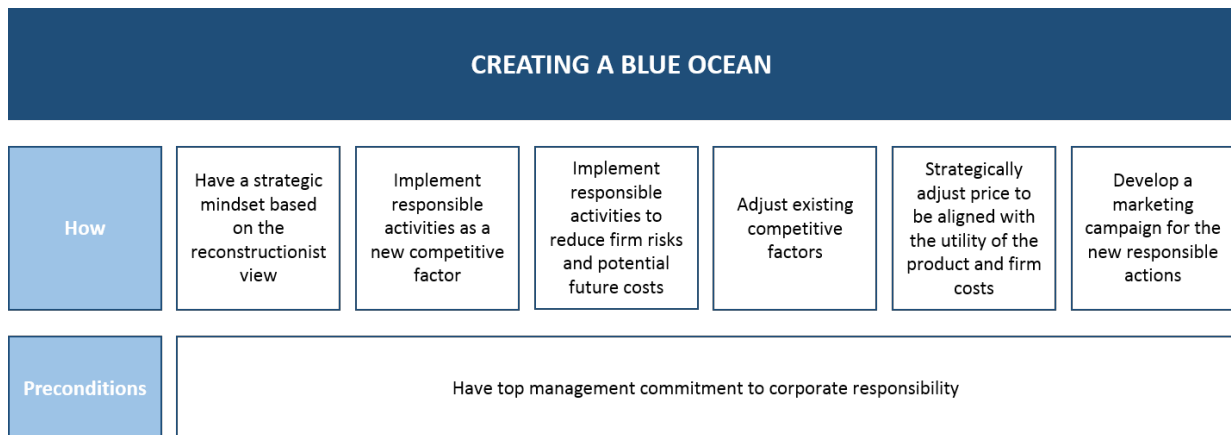 CREATING A BLUE OCEAN
How
Have a strategic
mindset based
on the
reconstructionist
view
Implement
responsible
activities as a
new competitive
factor
Implement
responsible
activities to
reduce firm risks
and potential
future costs
Adjust existing
competitive
factors
Strategically
adjust price to
be aligned with
the utility of the
product and firm
costs
Develop a
marketing
campaign for the
new responsible
actions
Preconditions
Have top management commitment to corporate responsibility